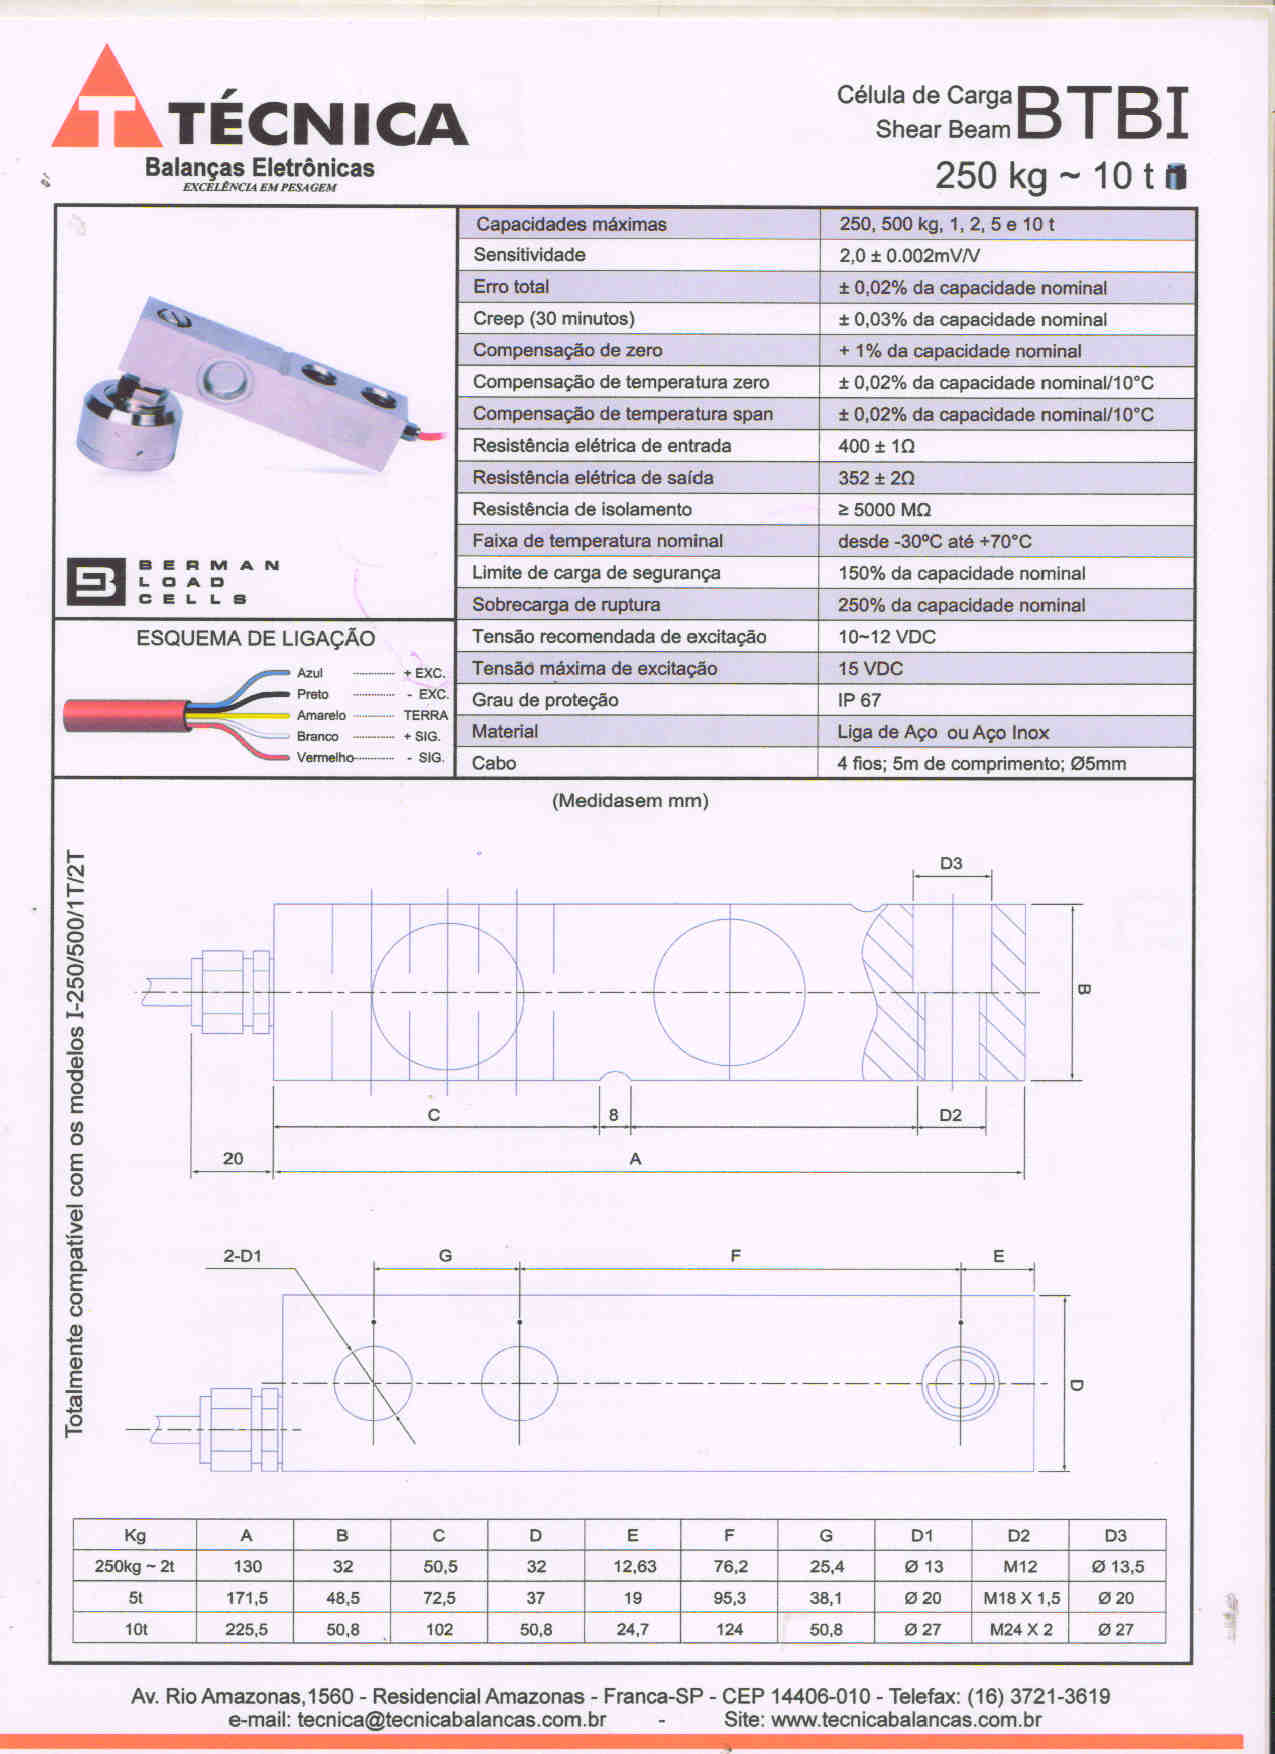 T TÉCNICA
Balanças Eletrônicas
EXCELÊNCIA EM PESAGEM
Célula de Carga
Shear Beam
BTBI
250 kg ~ 10 t
Capacidades máximas 250, 500 kg, 1, 2, 5 e 10 t
Sensitividade 2,0 ± 0.002mV/V
Erro total ± 0,02% da capacidade nominal
Creep (30 minutos) ± 0,03% da capacidade nominal
Compensação de zero + 1% da capacidade nominal
Compensação de temperatura zero ± 0,02% da capacidade nominal/10°C
Compensação de temperatura span ± 0,02% da capacidade nominal/10°C
Resistência elétrica de entrada 400 ± 1Ω
Resistência elétrica de saída 352 ± 2Ω
Resistência de isolamento ≥ 5000 MΩ
Faixa de temperatura nominal desde -30ºC até +70°C
Limite de carga de segurança 150% da capacidade nominal
Sobrecarga de ruptura 250% da capacidade nominal
Tensão recomendada de excitação 10~12 VDC
Tensão máxima de excitação 15 VDC
Grau de proteção IP 67
Material Liga de Aço ou Aço Inox
Cabo 4 fios; 5m de comprimento; Ø5mm
B
BERMAN
LOAD
CELLS
ESQUEMA DE LIGAÇÃO
Azul .............. + EXC.
Preto .............. - EXC.
Amarelo .............. TERRA
Branco .............. + SIG.
Vermelho.............. - SIG.
(Medidasem mm)
Totalmente compatível com os modelos I-250/500/1T/2T
D3
B
C 8 D2
20 A
2-D1 G F E
D
Kg A B C D E F G D1 D2 D3
250kg ~ 2t 130 32 50,5 32 12,63 76,2 25,4 Ø 13 M12 Ø 13,5
5t 171,5 48,5 72,5 37 19 95,3 38,1 Ø 20 M18 X 1,5 Ø 20
10t 225,5 50,8 102 50,8 24,7 124 50,8 Ø 27 M24 X 2 Ø 27
Av. Rio Amazonas,1560 - Residencial Amazonas - Franca-SP - CEP 14406-010 - Telefax: (16) 3721-3619
e-mail: tecnica@tecnicabalancas.com.br - Site: www.tecnicabalancas.com.br